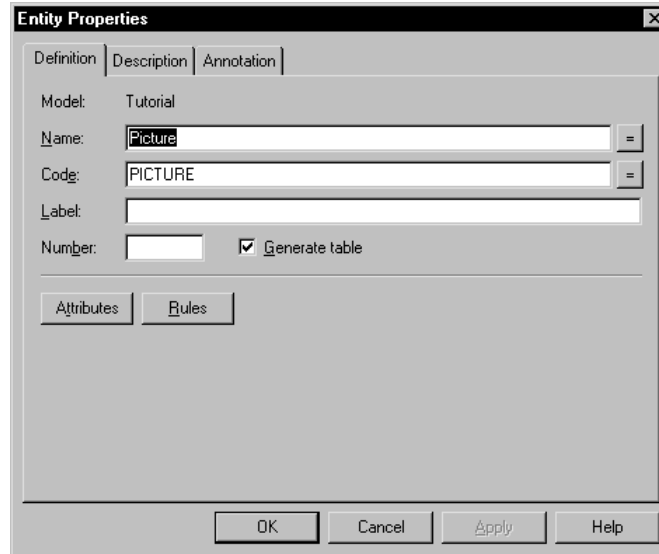 Entity Properties
Definition Description Annotation
Model: Tutorial
Name: Picture =
Code: PICTURE =
Label:
Number: Generate table
Attributes Rules
OK Cancel Apply Help